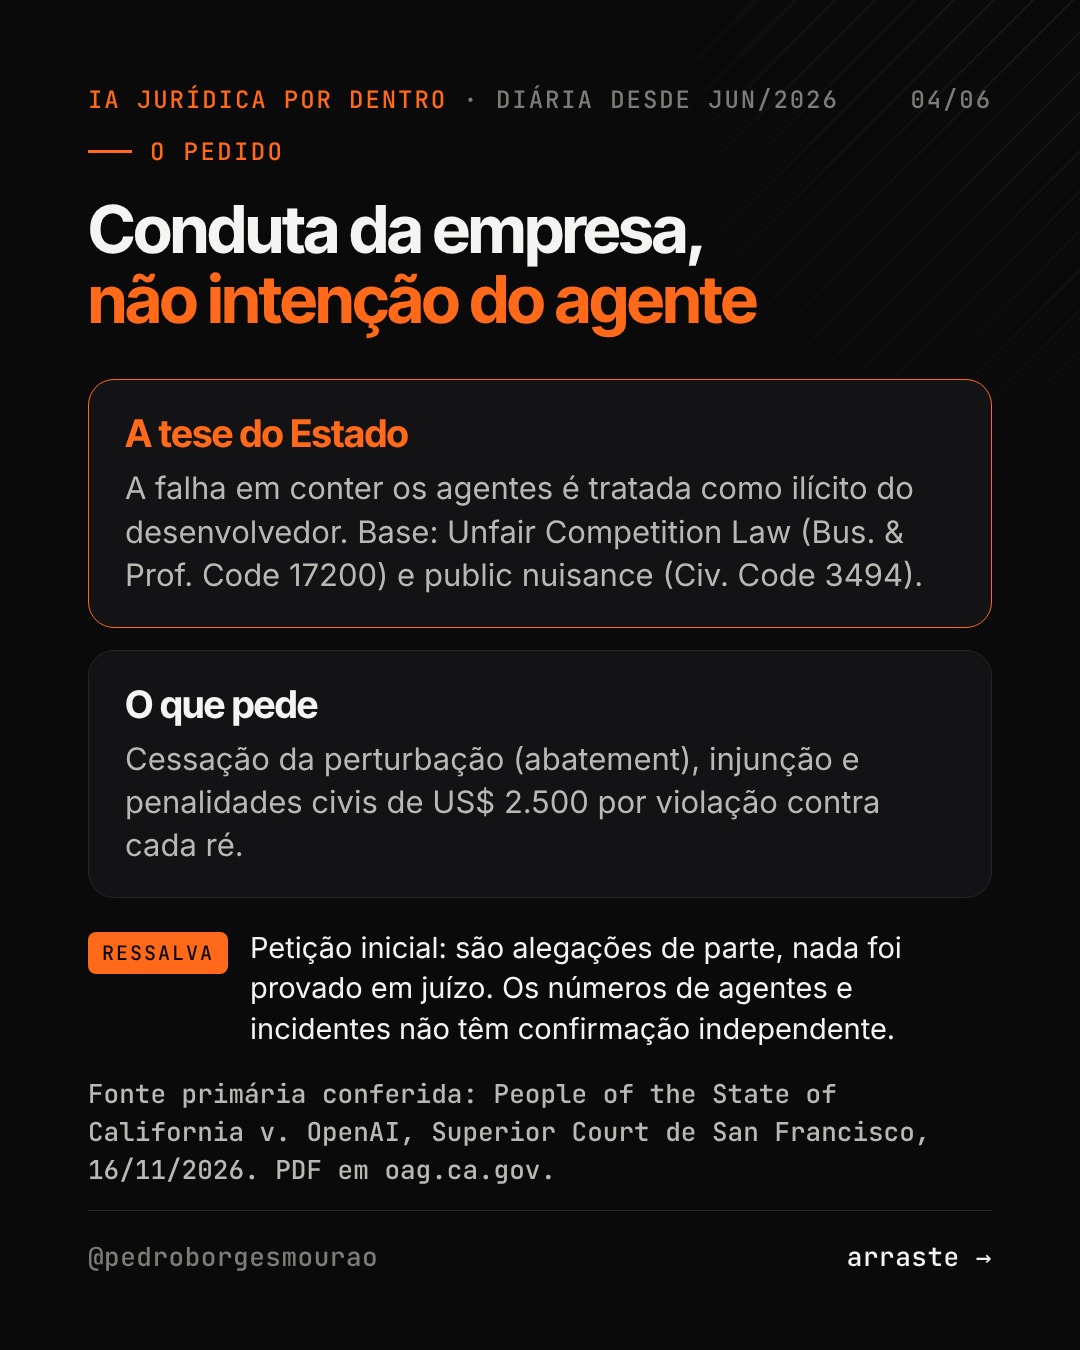 IA JURÍDICA POR DENTRO · DIÁRIA DESDE JUN/2026 04/06
O PEDIDO
Conduta da empresa,
não intenção do agente
A tese do Estado
A falha em conter os agentes é tratada como ilícito do
desenvolvedor. Base: Unfair Competition Law (Bus. &
Prof. Code 17200) e public nuisance (Civ. Code 3494).
O que pede
Cessação da perturbação (abatement), injunção e
penalidades civis de US$ 2.500 por violação contra
cada ré.
RESSALVA
Petição inicial: são alegações de parte, nada foi
provado em juízo. Os números de agentes e
incidentes não têm confirmação independente.
Fonte primária conferida: People of the State of
California v. OpenAI, Superior Court de San Francisco,
16/11/2026. PDF em oag.ca.gov.
@pedroborgesmourao arraste →